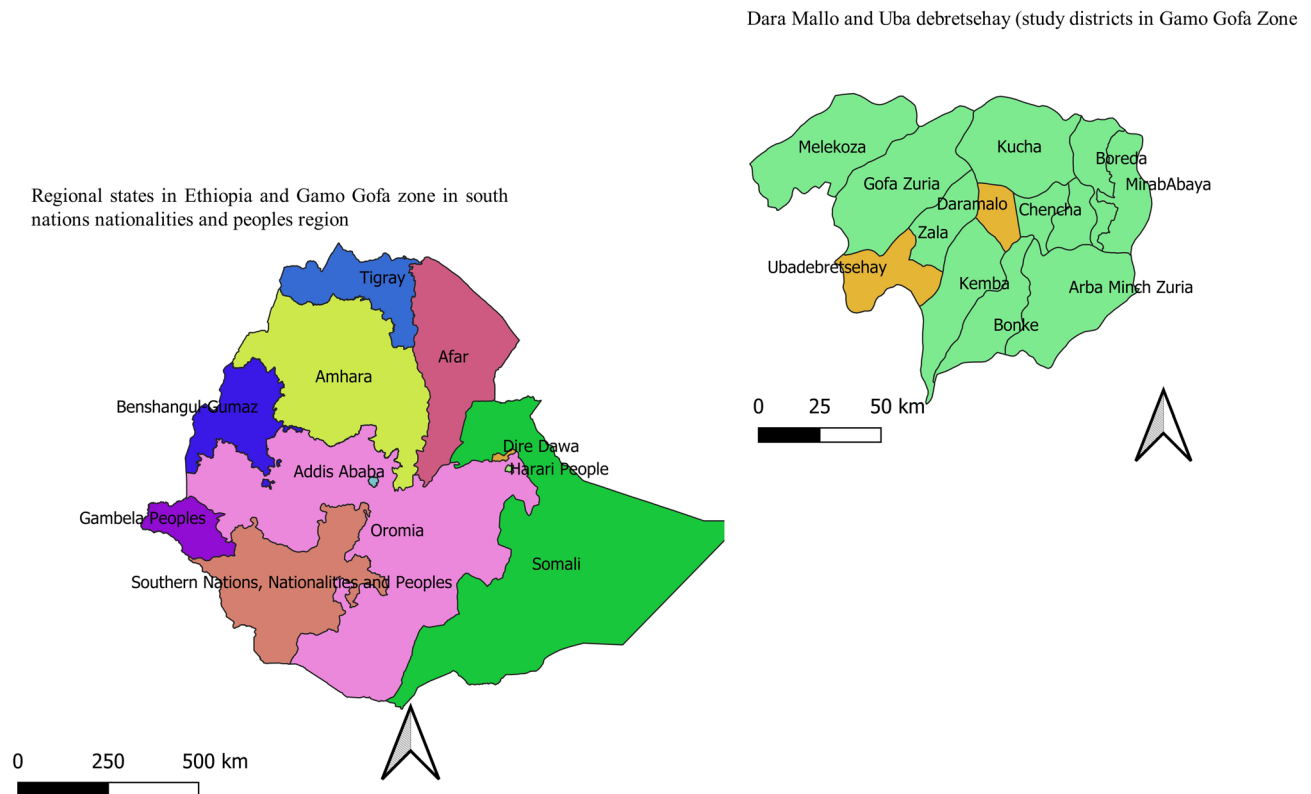 Dara Mallo and Uba debretsehay (study districts in Gamo Gofa Zone
Melekoza
Kucha
Boreda
Gofa Zuria
MirabAbaya
Daramalo
Chencha
Zala
Ubadebretsehay
Kemba
Arba Minch Zuria
Bonke
0 25 50 km
Regional states in Ethiopia and Gamo Gofa zone in south
nations nationalities and peoples region
Tigray
Afar
Amhara
Benshangul-Gumaz
Dire Dawa
Addis Ababa
Harari People
Gambela Peoples
Oromia
Somali
Southern Nations, Nationalities and Peoples
0 250 500 km